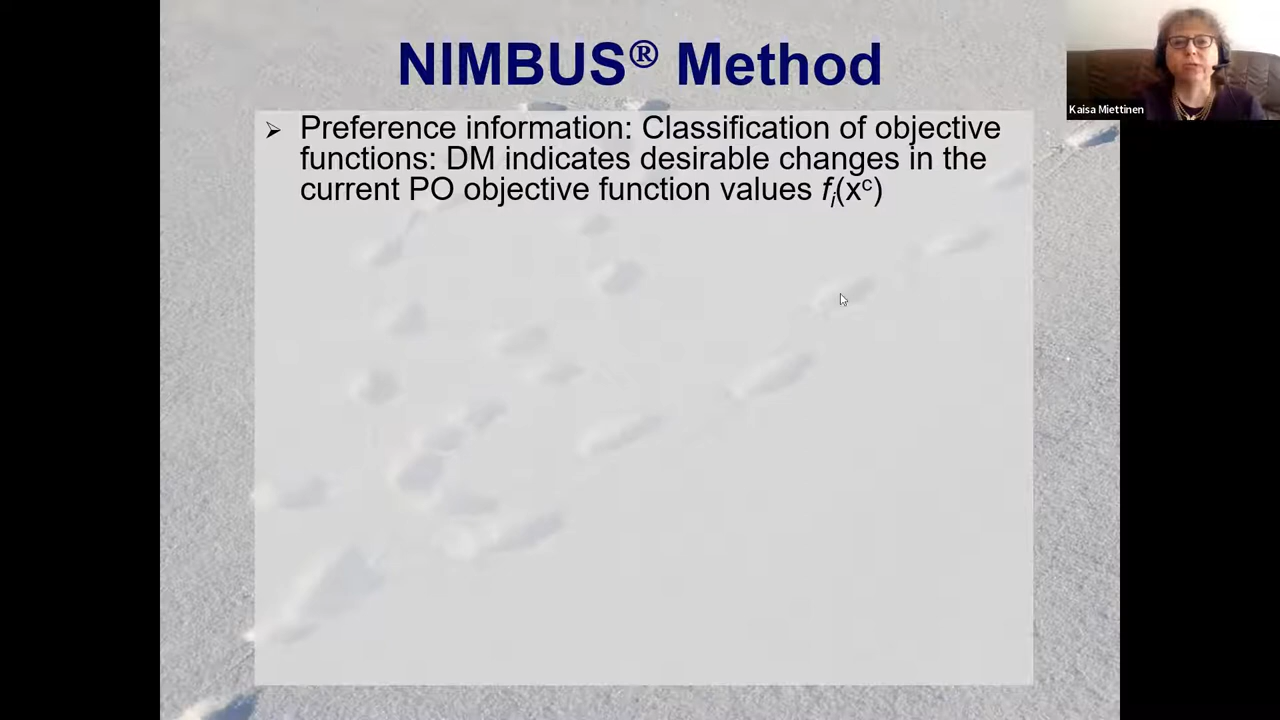 NIMBUS® Method
Kaisa Miettinen
➢ Preference information: Classification of objective
functions: DM indicates desirable changes in the
current PO objective function values fᵢ(xᶜ)